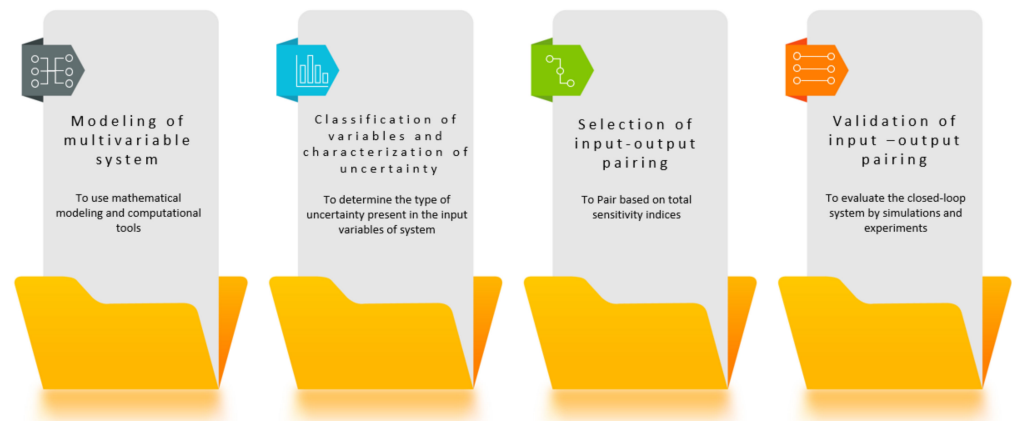 Modeling of
multivariable
system
To use mathematical
modeling and computational
tools
Classification of
variables and
characterization of
uncertainty
To determine the type of
uncertainty present in the input
variables of system
Selection of
input-output
pairing
To Pair based on total
sensitivity indices
Validation of
input –output
pairing
To evaluate the closed-loop
system by simulations and
experiments